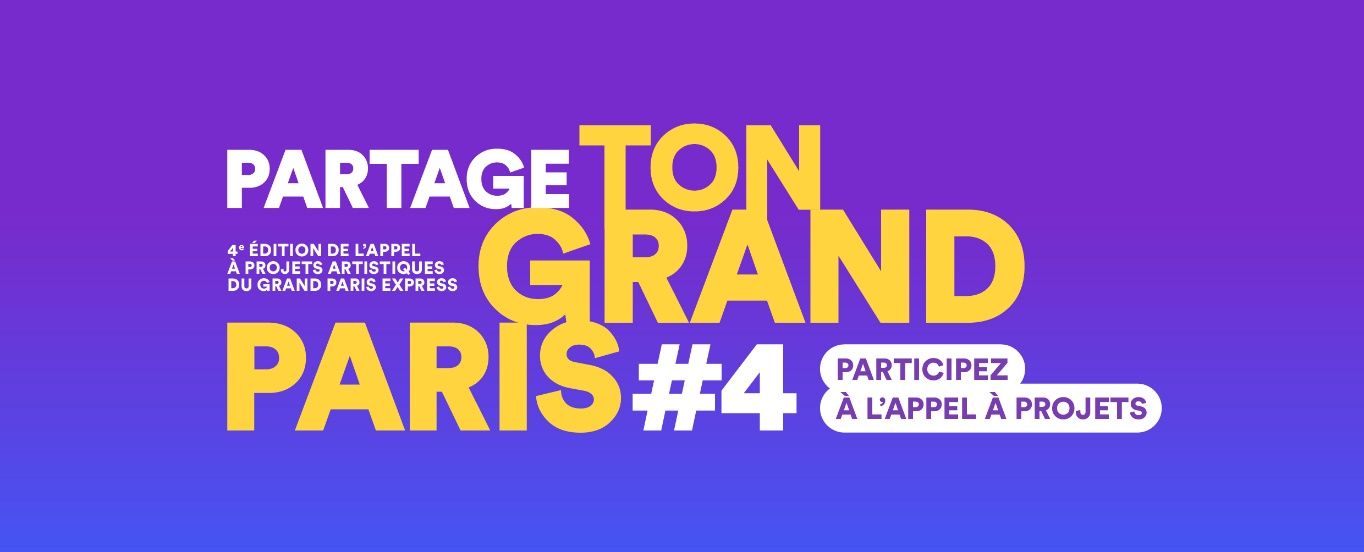 PARTAGE TON
4e ÉDITION DE L'APPEL
À PROJETS ARTISTIQUES
DU GRAND PARIS EXPRESS
GRAND
PARIS #4
PARTICIPEZ
À L'APPEL À PROJETS